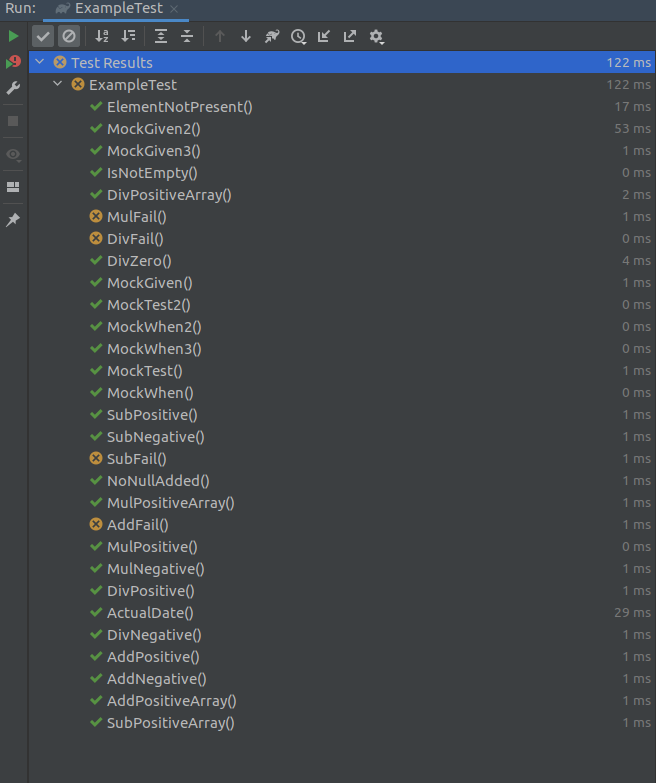 Run: ExampleTest
Test Results 122 ms
ExampleTest 122 ms
ElementNotPresent() 17 ms
MockGiven2() 53 ms
MockGiven3() 1 ms
IsNotEmpty() 0 ms
DivPositiveArray() 2 ms
MulFail() 1 ms
DivFail() 0 ms
DivZero() 4 ms
MockGiven() 1 ms
MockTest2() 0 ms
MockWhen2() 0 ms
MockWhen3() 0 ms
MockTest() 1 ms
MockWhen() 0 ms
SubPositive() 1 ms
SubNegative() 1 ms
SubFail() 1 ms
NoNullAdded() 1 ms
MulPositiveArray() 1 ms
AddFail() 1 ms
MulPositive() 0 ms
MulNegative() 1 ms
DivPositive() 1 ms
ActualDate() 29 ms
DivNegative() 1 ms
AddPositive() 1 ms
AddNegative() 1 ms
AddPositiveArray() 1 ms
SubPositiveArray() 1 ms